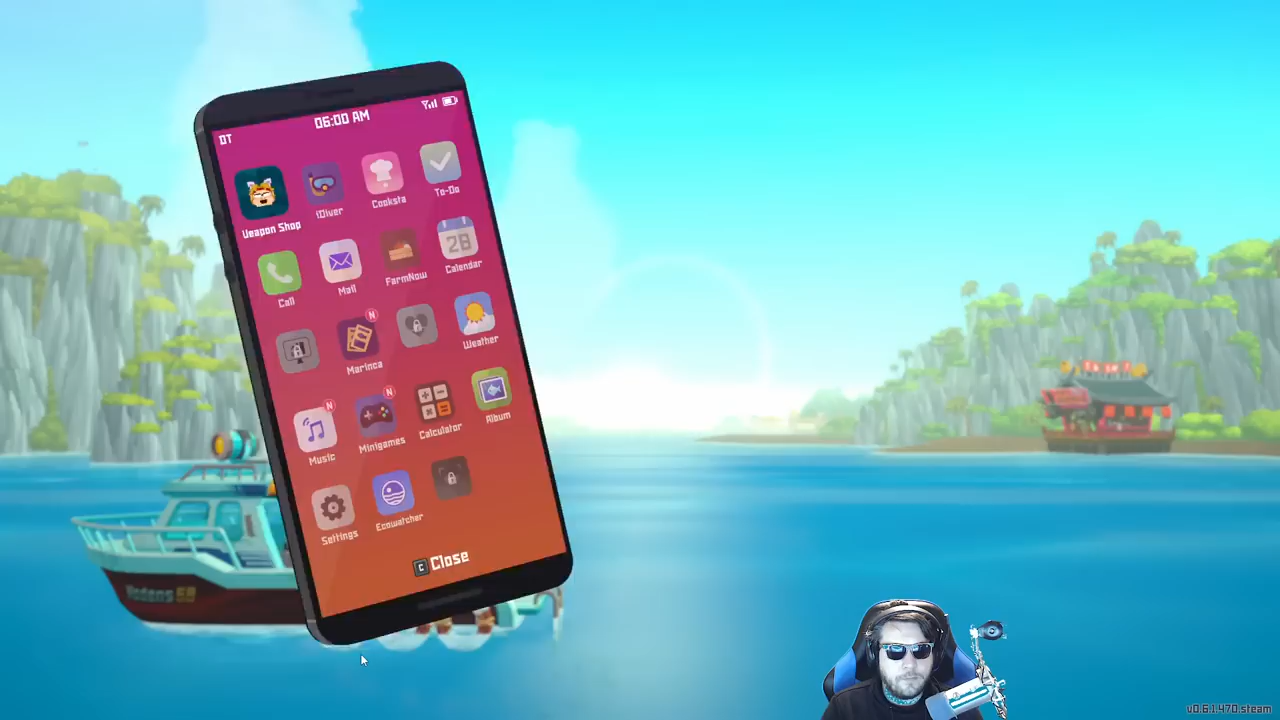 06:00 AM
DT
Weapon Shop
iDiver
Cooksta
To-Do
Call
Mail
FarmNow
28
Calendar
N
Marinca
Weather
N
Music
N
Minigames
Calculator
Album
Settings
Ecowatcher
C Close
v0.6.1.470.steam